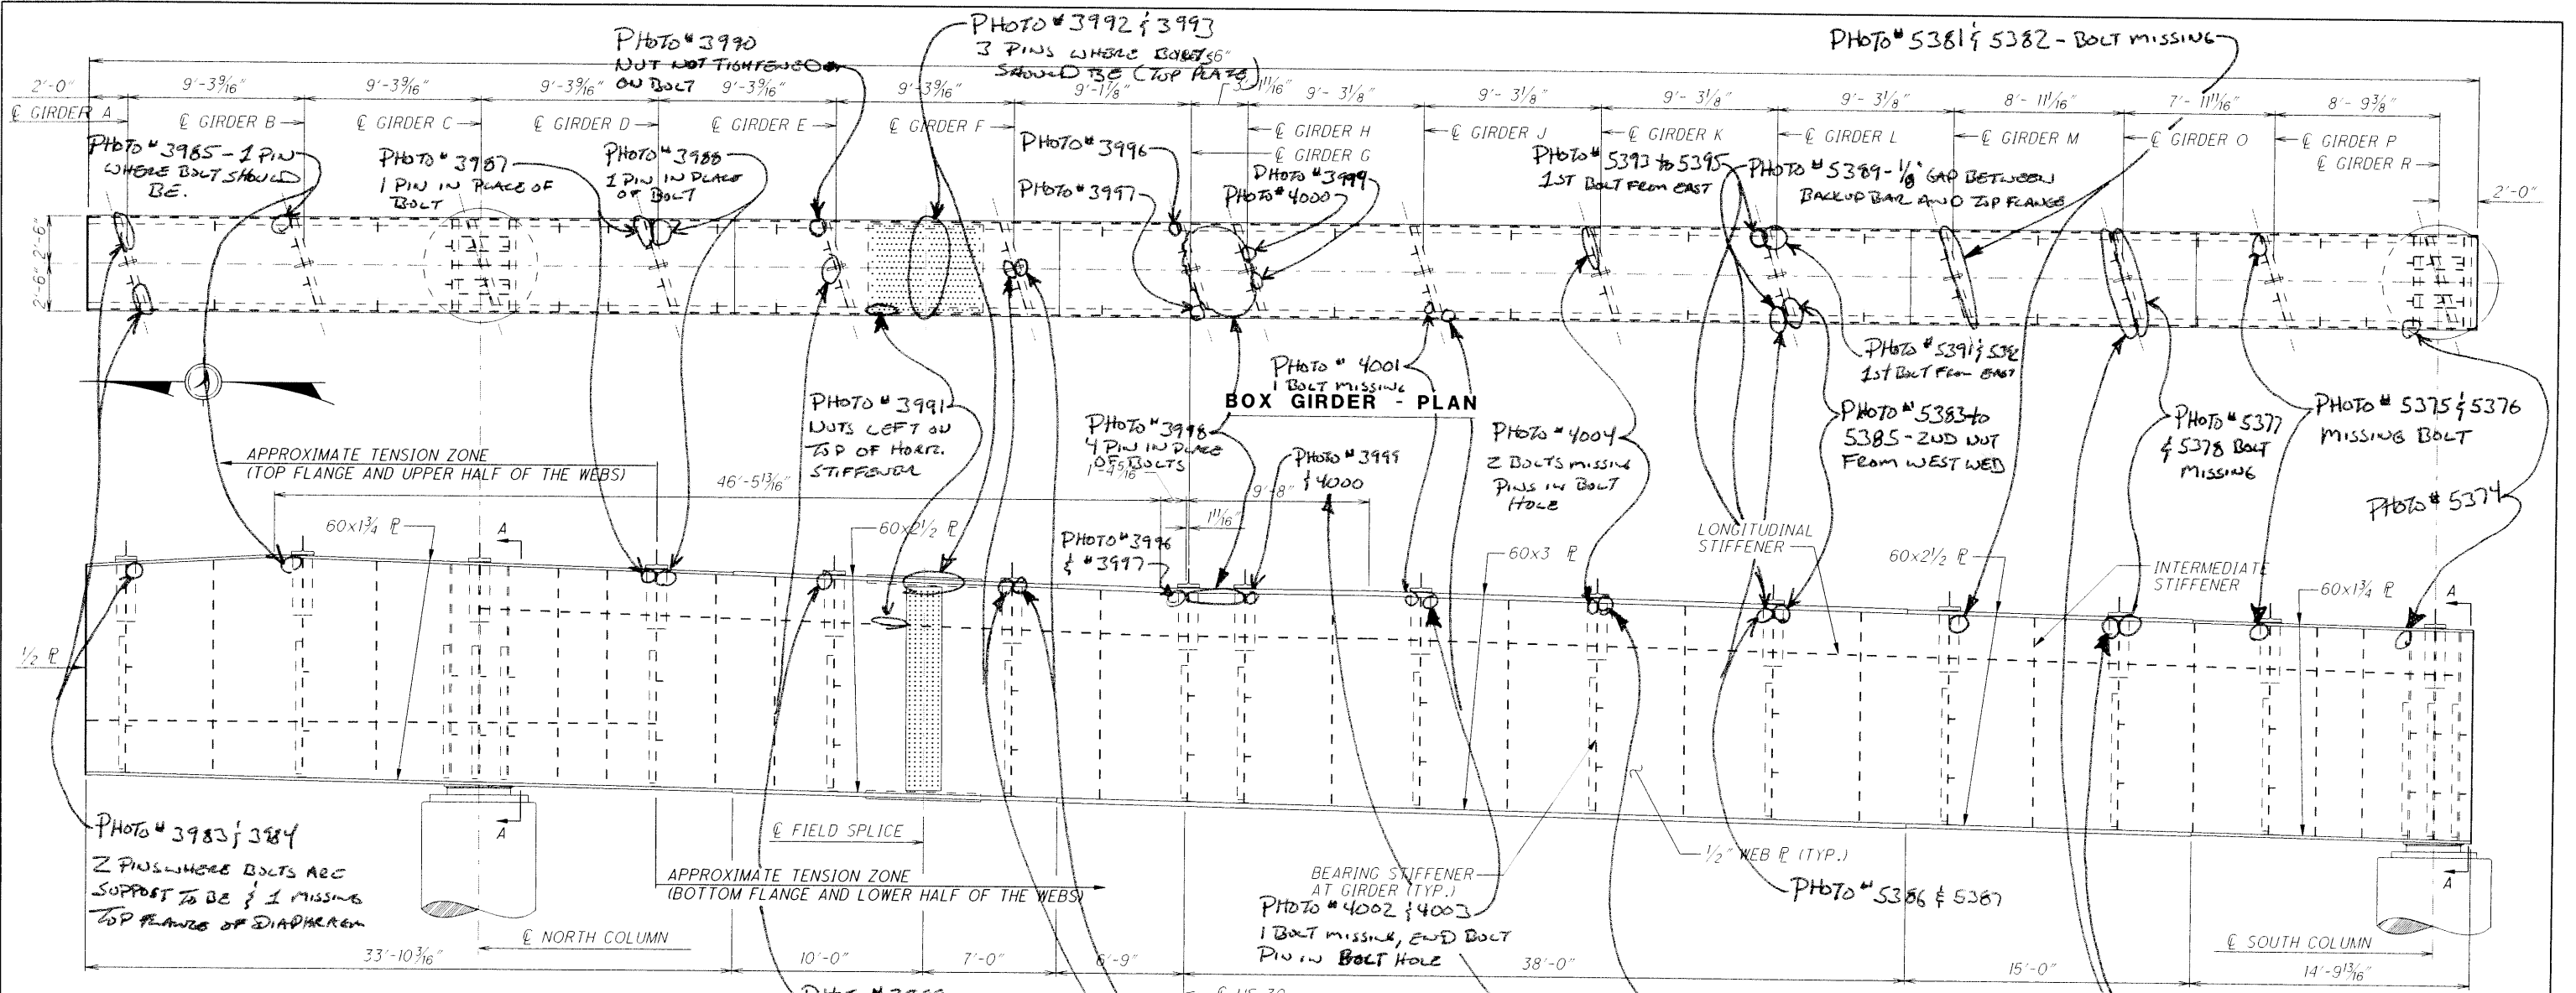 PHOTO # 3990
NUT NOT TIGHTENED
ON BOLT
PHOTO # 3992 & 3993
3 PINS WHERE BOLTS
SHOULD BE (TOP PLATE)
PHOTO # 5381 & 5382 - BOLT MISSING
2'-0"
9'-3 9/16"
9'-3 9/16"
9'-3 9/16"
9'-3 9/16"
9'-3 9/16"
9'-1 7/8"
3'-1 11/16"
9'-3 1/8"
9'-3 1/8"
9'-3 1/8"
9'-3 1/8"
8'-11 1/16"
7'-11 11/16"
8'-9 3/8"
℄ GIRDER A
℄ GIRDER B
℄ GIRDER C
℄ GIRDER D
℄ GIRDER E
℄ GIRDER F
℄ GIRDER H
℄ GIRDER J
℄ GIRDER K
℄ GIRDER L
℄ GIRDER M
℄ GIRDER O
℄ GIRDER P
℄ GIRDER G
℄ GIRDER R
PHOTO # 3985 - 1 PIN
WHERE BOLT SHOULD
BE.
PHOTO # 3987
1 PIN IN PLACE OF
BOLT
PHOTO # 3988
1 PIN IN PLACE
OF BOLT
PHOTO # 3996
PHOTO # 3997
PHOTO # 3999
PHOTO # 4000
PHOTO # 5393 to 5395
1ST BOLT FROM EAST
PHOTO # 5389 - 1/8" GAP BETWEEN
BACKUP BAR AND TOP FLANGE
2'-0"
2'-6"
2'-6"
PHOTO # 3991
NUTS LEFT ON
TOP OF HORIZ.
STIFFENER
PHOTO # 4001
1 BOLT MISSING
BOX GIRDER - PLAN
PHOTO # 3998
4 PIN IN PLACE
OF BOLTS
PHOTO # 3999
& 4000
PHOTO # 4004
2 BOLTS MISSING
PINS IN BOLT
HOLE
PHOTO # 5391 &
1ST BOLT FROM EAST
PHOTO # 5383 to
5385 - 2ND NUT
FROM WEST WEB
PHOTO # 5377
& 5378 BOLT
MISSING
PHOTO # 5375 & 5376
MISSING BOLT
PHOTO # 5374
APPROXIMATE TENSION ZONE
(TOP FLANGE AND UPPER HALF OF THE WEBS)
46'-5 13/16"
9'-8"
1 11/16"
60x1 3/4 ℞
A
60x2 1/2 ℞
PHOTO # 3996
& # 3997
60x3 ℞
LONGITUDINAL
STIFFENER
60x2 1/2 ℞
INTERMEDIATE
STIFFENER
60x1 3/4 ℞
A
1/2 ℞
PHOTO # 3983 & 3984
2 PINS WHERE BOLTS ARE
SUPPOST TO BE & 1 MISSING
TOP FLANGE OF DIAPHRAGM
A
℄ FIELD SPLICE
APPROXIMATE TENSION ZONE
(BOTTOM FLANGE AND LOWER HALF OF THE WEBS)
BEARING STIFFENER
AT GIRDER (TYP.)
PHOTO # 4002 & 4003
1 BOLT MISSING, END BOLT
PIN IN BOLT HOLE
1/2" WEB ℞ (TYP.)
PHOTO # 5386 & 5387
A
℄ NORTH COLUMN
℄ SOUTH COLUMN
33'-10 3/16"
10'-0"
7'-0"
6'-9"
38'-0"
15'-0"
14'-9 13/16"